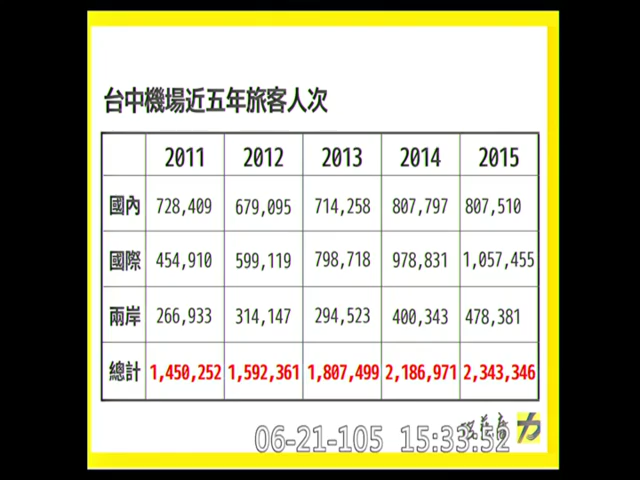 台中機場近五年旅客人次
2011 2012 2013 2014 2015
國內 728,409 679,095 714,258 807,797 807,510
國際 454,910 599,119 798,718 978,831 1,057,455
兩岸 266,933 314,147 294,523 400,343 478,381
總計 1,450,252 1,592,361 1,807,499 2,186,971 2,343,346
力
06-21-105 15:33:52